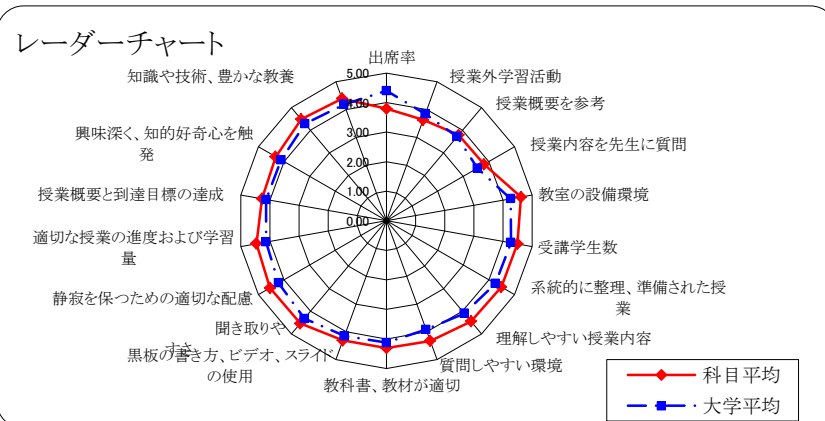 レーダーチャート
出席率
授業外学習活動
授業概要を参考
授業内容を先生に質問
教室の設備環境
受講学生数
系統的に整理、準備された授
業
理解しやすい授業内容
質問しやすい環境
教科書、教材が適切
黒板の書き方、ビデオ、スライド
の使用
聞き取りや
すさ
静寂を保つための適切な配慮
適切な授業の進度および学習
量
授業概要と到達目標の達成
興味深く、知的好奇心を触
発
知識や技術、豊かな教養
5.00
4.00
3.00
2.00
1.00
0.00
科目平均
大学平均